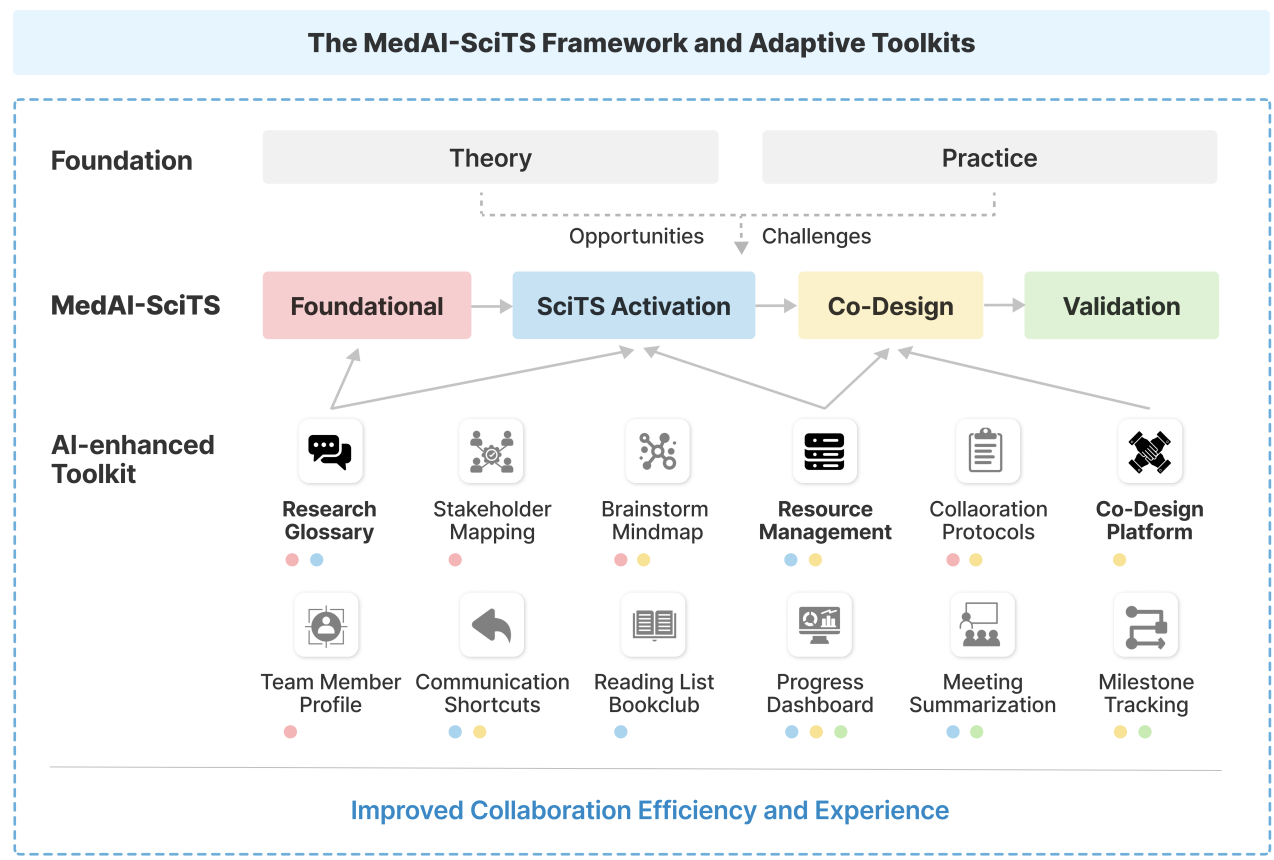 The MedAI-SciTS Framework and Adaptive Toolkits
Foundation
Theory
Practice
Opportunities
Challenges
MedAI-SciTS
Foundational
SciTS Activation
Co-Design
Validation
AI-enhanced
Toolkit
Research
Glossary
Stakeholder
Mapping
Brainstorm
Mindmap
Resource
Management
Collaoration
Protocols
Co-Design
Platform
Team Member
Profile
Communication
Shortcuts
Reading List
Bookclub
Progress
Dashboard
Meeting
Summarization
Milestone
Tracking
Improved Collaboration Efficiency and Experience